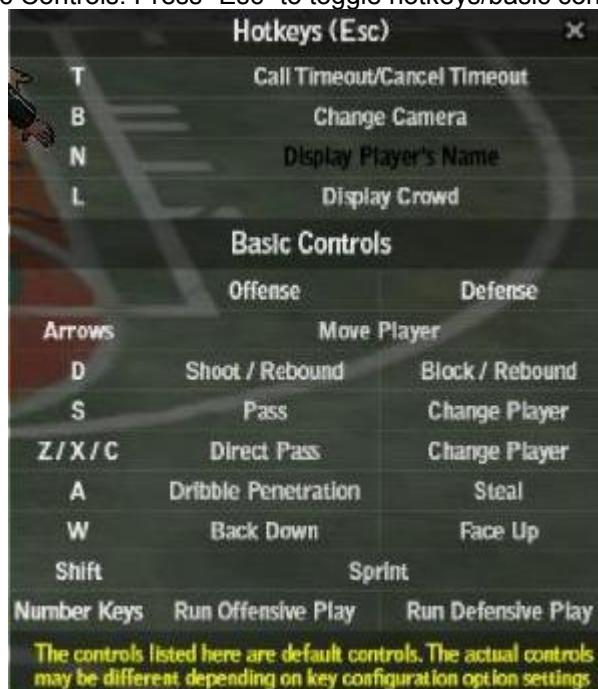 Controls. Press "Esc" to toggle hotkeys/basic con
Hotkeys (Esc) ×
T Call Timeout/Cancel Timeout
B Change Camera
N Display Player's Name
L Display Crowd
Basic Controls
Offense Defense
Arrows Move Player
D Shoot / Rebound Block / Rebound
S Pass Change Player
Z / X / C Direct Pass Change Player
A Dribble Penetration Steal
W Back Down Face Up
Shift Sprint
Number Keys Run Offensive Play Run Defensive Play
The controls listed here are default controls. The actual controls
may be different depending on key configuration option settings